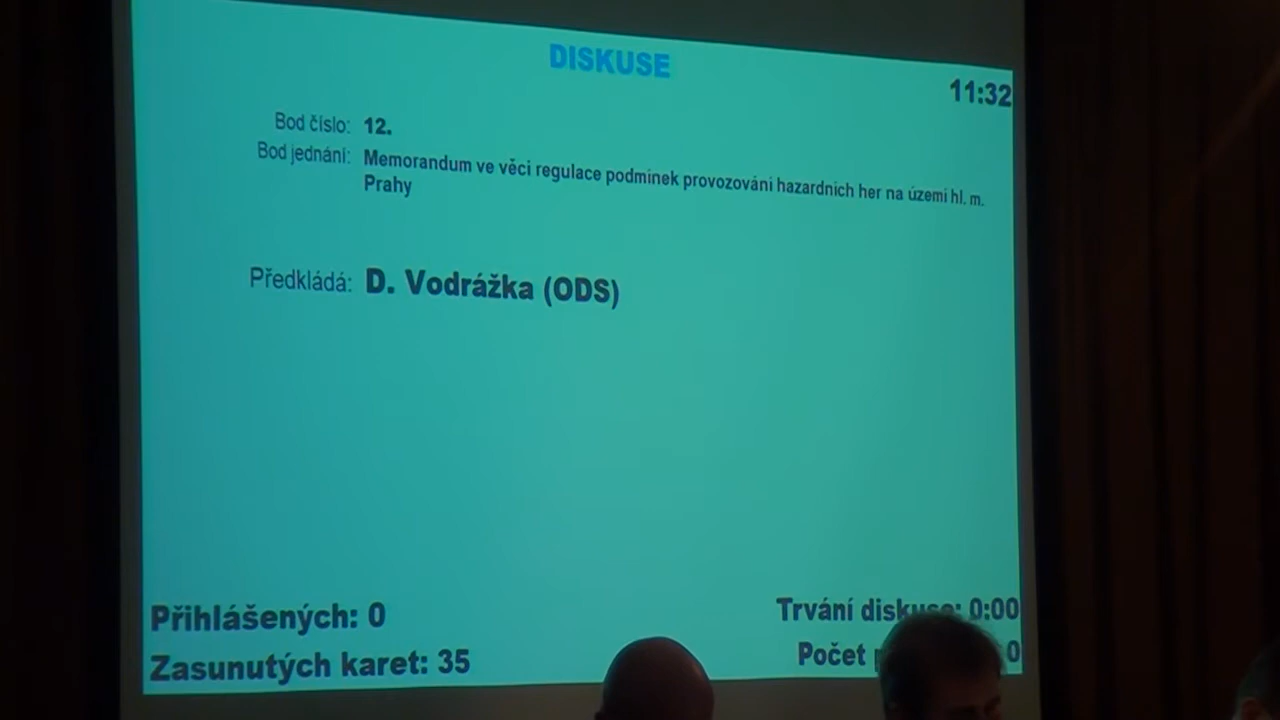 DISKUSE
11:32
Bod číslo: 12.
Bod jednání: Memorandum ve věci regulace podmínek provozování hazardních her na území hl. m.
Prahy
Předkládá: D. Vodrážka (ODS)
Přihlášených: 0
Trvání diskuse: 0:00
Zasunutých karet: 35
Počet 0